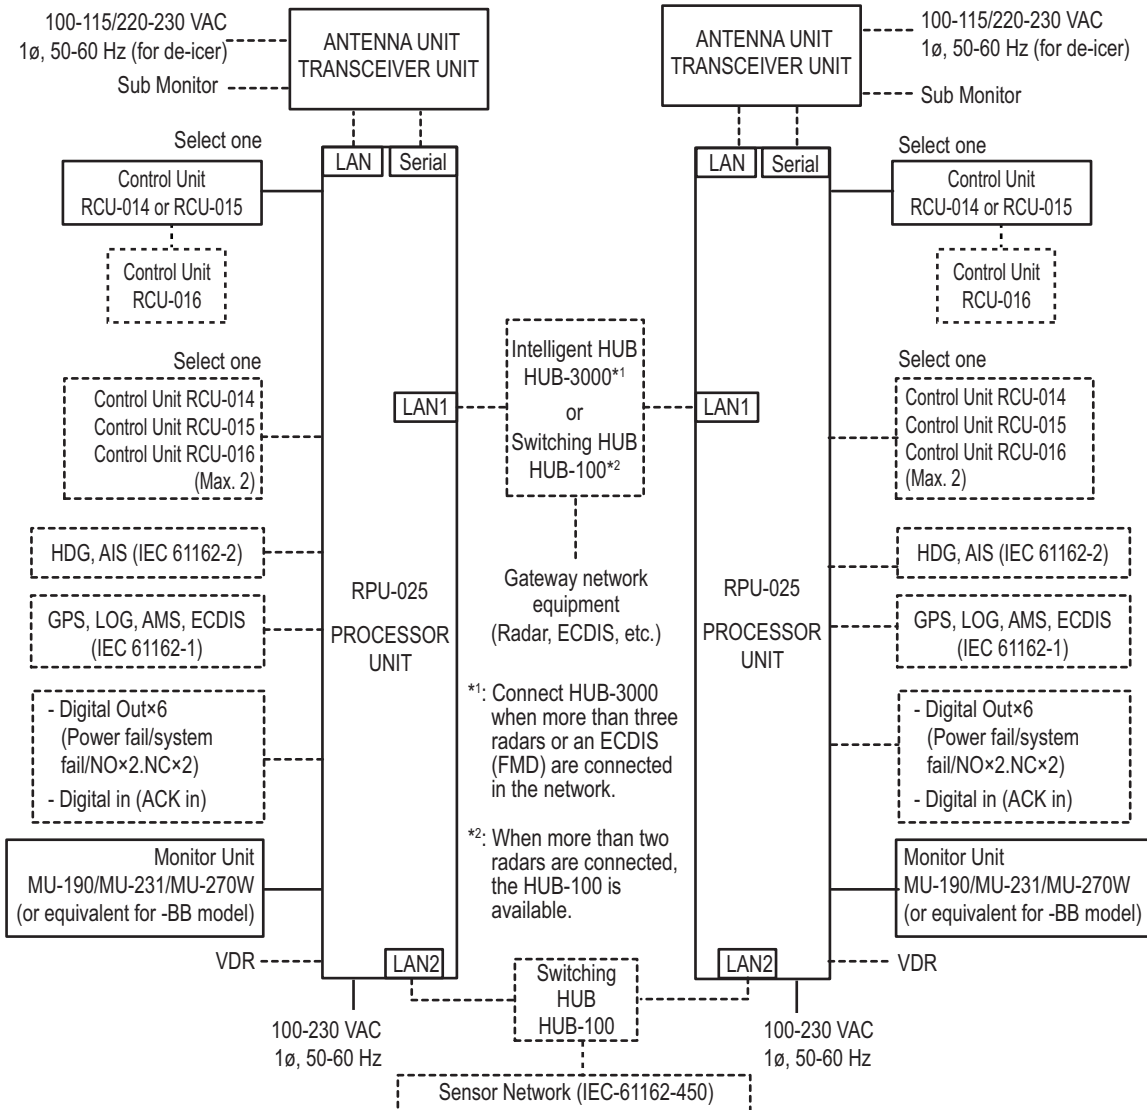 100-115/220-230 VAC
1ø, 50-60 Hz (for de-icer)
Sub Monitor
ANTENNA UNIT
TRANSCEIVER UNIT
LAN
Serial
Select one
Control Unit
RCU-014 or RCU-015
Control Unit
RCU-016
Select one
Control Unit RCU-014
Control Unit RCU-015
Control Unit RCU-016
(Max. 2)
LAN1
HDG, AIS (IEC 61162-2)
GPS, LOG, AMS, ECDIS
(IEC 61162-1)
RPU-025
PROCESSOR
UNIT
- Digital Out×6
(Power fail/system
fail/NO×2.NC×2)
- Digital in (ACK in)
Monitor Unit
MU-190/MU-231/MU-270W
(or equivalent for -BB model)
VDR
LAN2
100-230 VAC
1ø, 50-60 Hz
Intelligent HUB
HUB-3000*1
or
Switching HUB
HUB-100*2
Gateway network
equipment
(Radar, ECDIS, etc.)
*1: Connect HUB-3000
when more than three
radars or an ECDIS
(FMD) are connected
in the network.
*2: When more than two
radars are connected,
the HUB-100 is
available.
Switching
HUB
HUB-100
Sensor Network (IEC-61162-450)
ANTENNA UNIT
TRANSCEIVER UNIT
100-115/220-230 VAC
1ø, 50-60 Hz (for de-icer)
Sub Monitor
LAN
Serial
Select one
Control Unit
RCU-014 or RCU-015
Control Unit
RCU-016
Select one
Control Unit RCU-014
Control Unit RCU-015
Control Unit RCU-016
(Max. 2)
LAN1
HDG, AIS (IEC 61162-2)
GPS, LOG, AMS, ECDIS
(IEC 61162-1)
RPU-025
PROCESSOR
UNIT
- Digital Out×6
(Power fail/system
fail/NO×2.NC×2)
- Digital in (ACK in)
Monitor Unit
MU-190/MU-231/MU-270W
(or equivalent for -BB model)
VDR
LAN2
100-230 VAC
1ø, 50-60 Hz